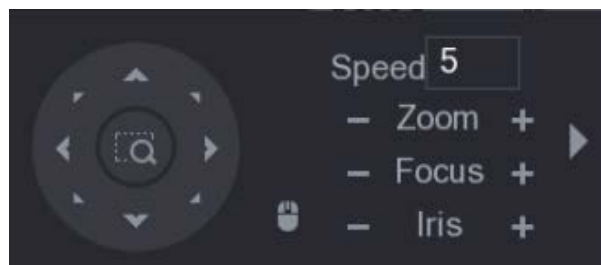 Speed 5
− Zoom +
− Focus +
− Iris +